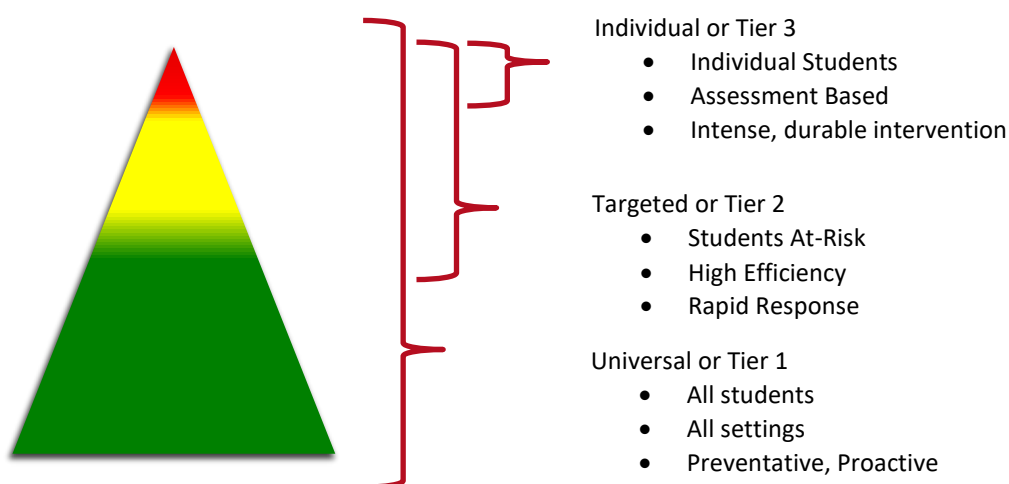 Individual or Tier 3
• Individual Students
• Assessment Based
• Intense, durable intervention
Targeted or Tier 2
• Students At-Risk
• High Efficiency
• Rapid Response
Universal or Tier 1
• All students
• All settings
• Preventative, Proactive